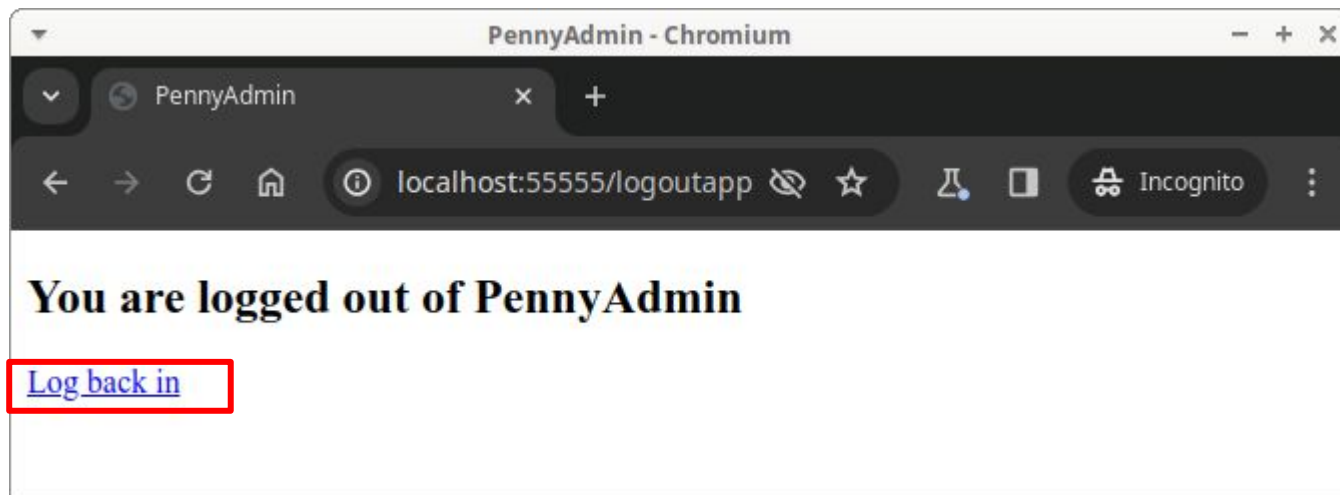 PennyAdmin - Chromium
PennyAdmin
localhost:55555/logoutapp
Incognito
You are logged out of PennyAdmin
Log back in